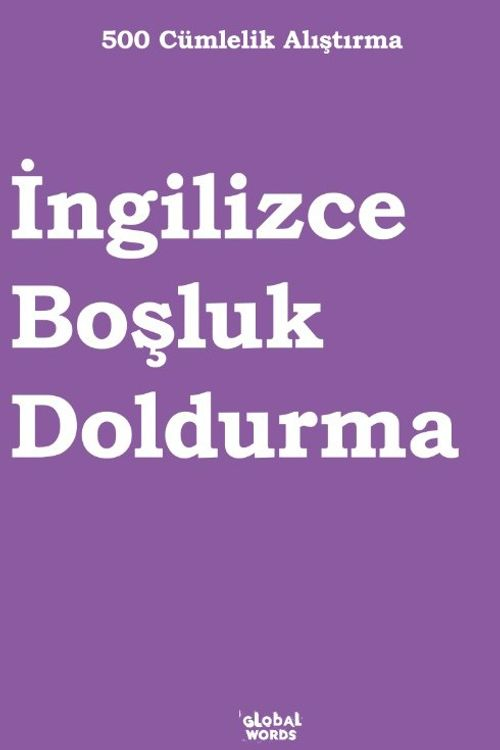 500 Cümlelik Alıştırma
İngilizce
Boşluk
Doldurma
GLOBAL
WORDS